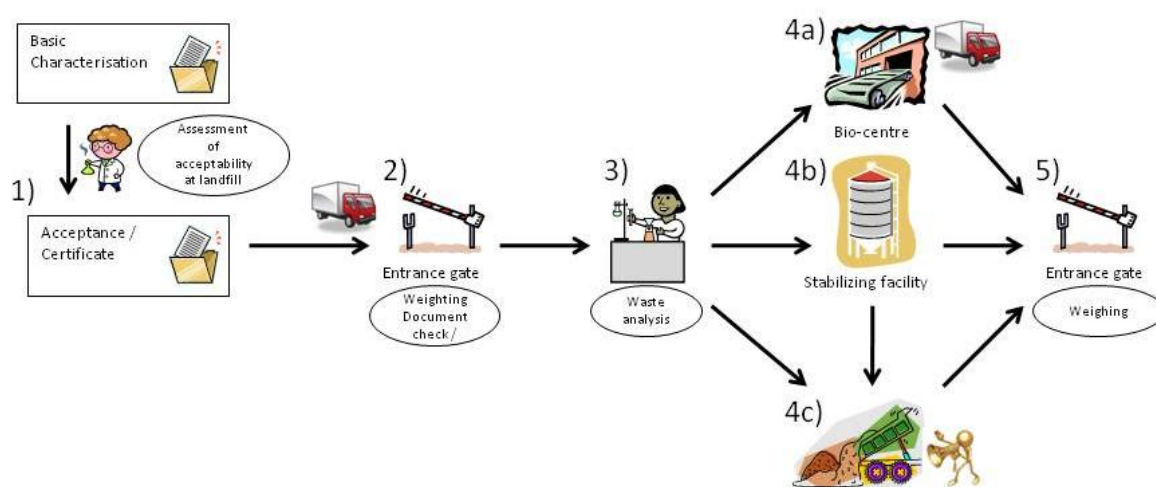 Basic
Characterisation
Assessment
of
acceptability
at landfill
1)
Acceptance /
Certificate
2)
Entrance gate
Weighting
Document
check /
3)
Waste
analysis
4a)
Bio-centre
4b)
Stabilizing facility
4c)
5)
Entrance gate
Weighing